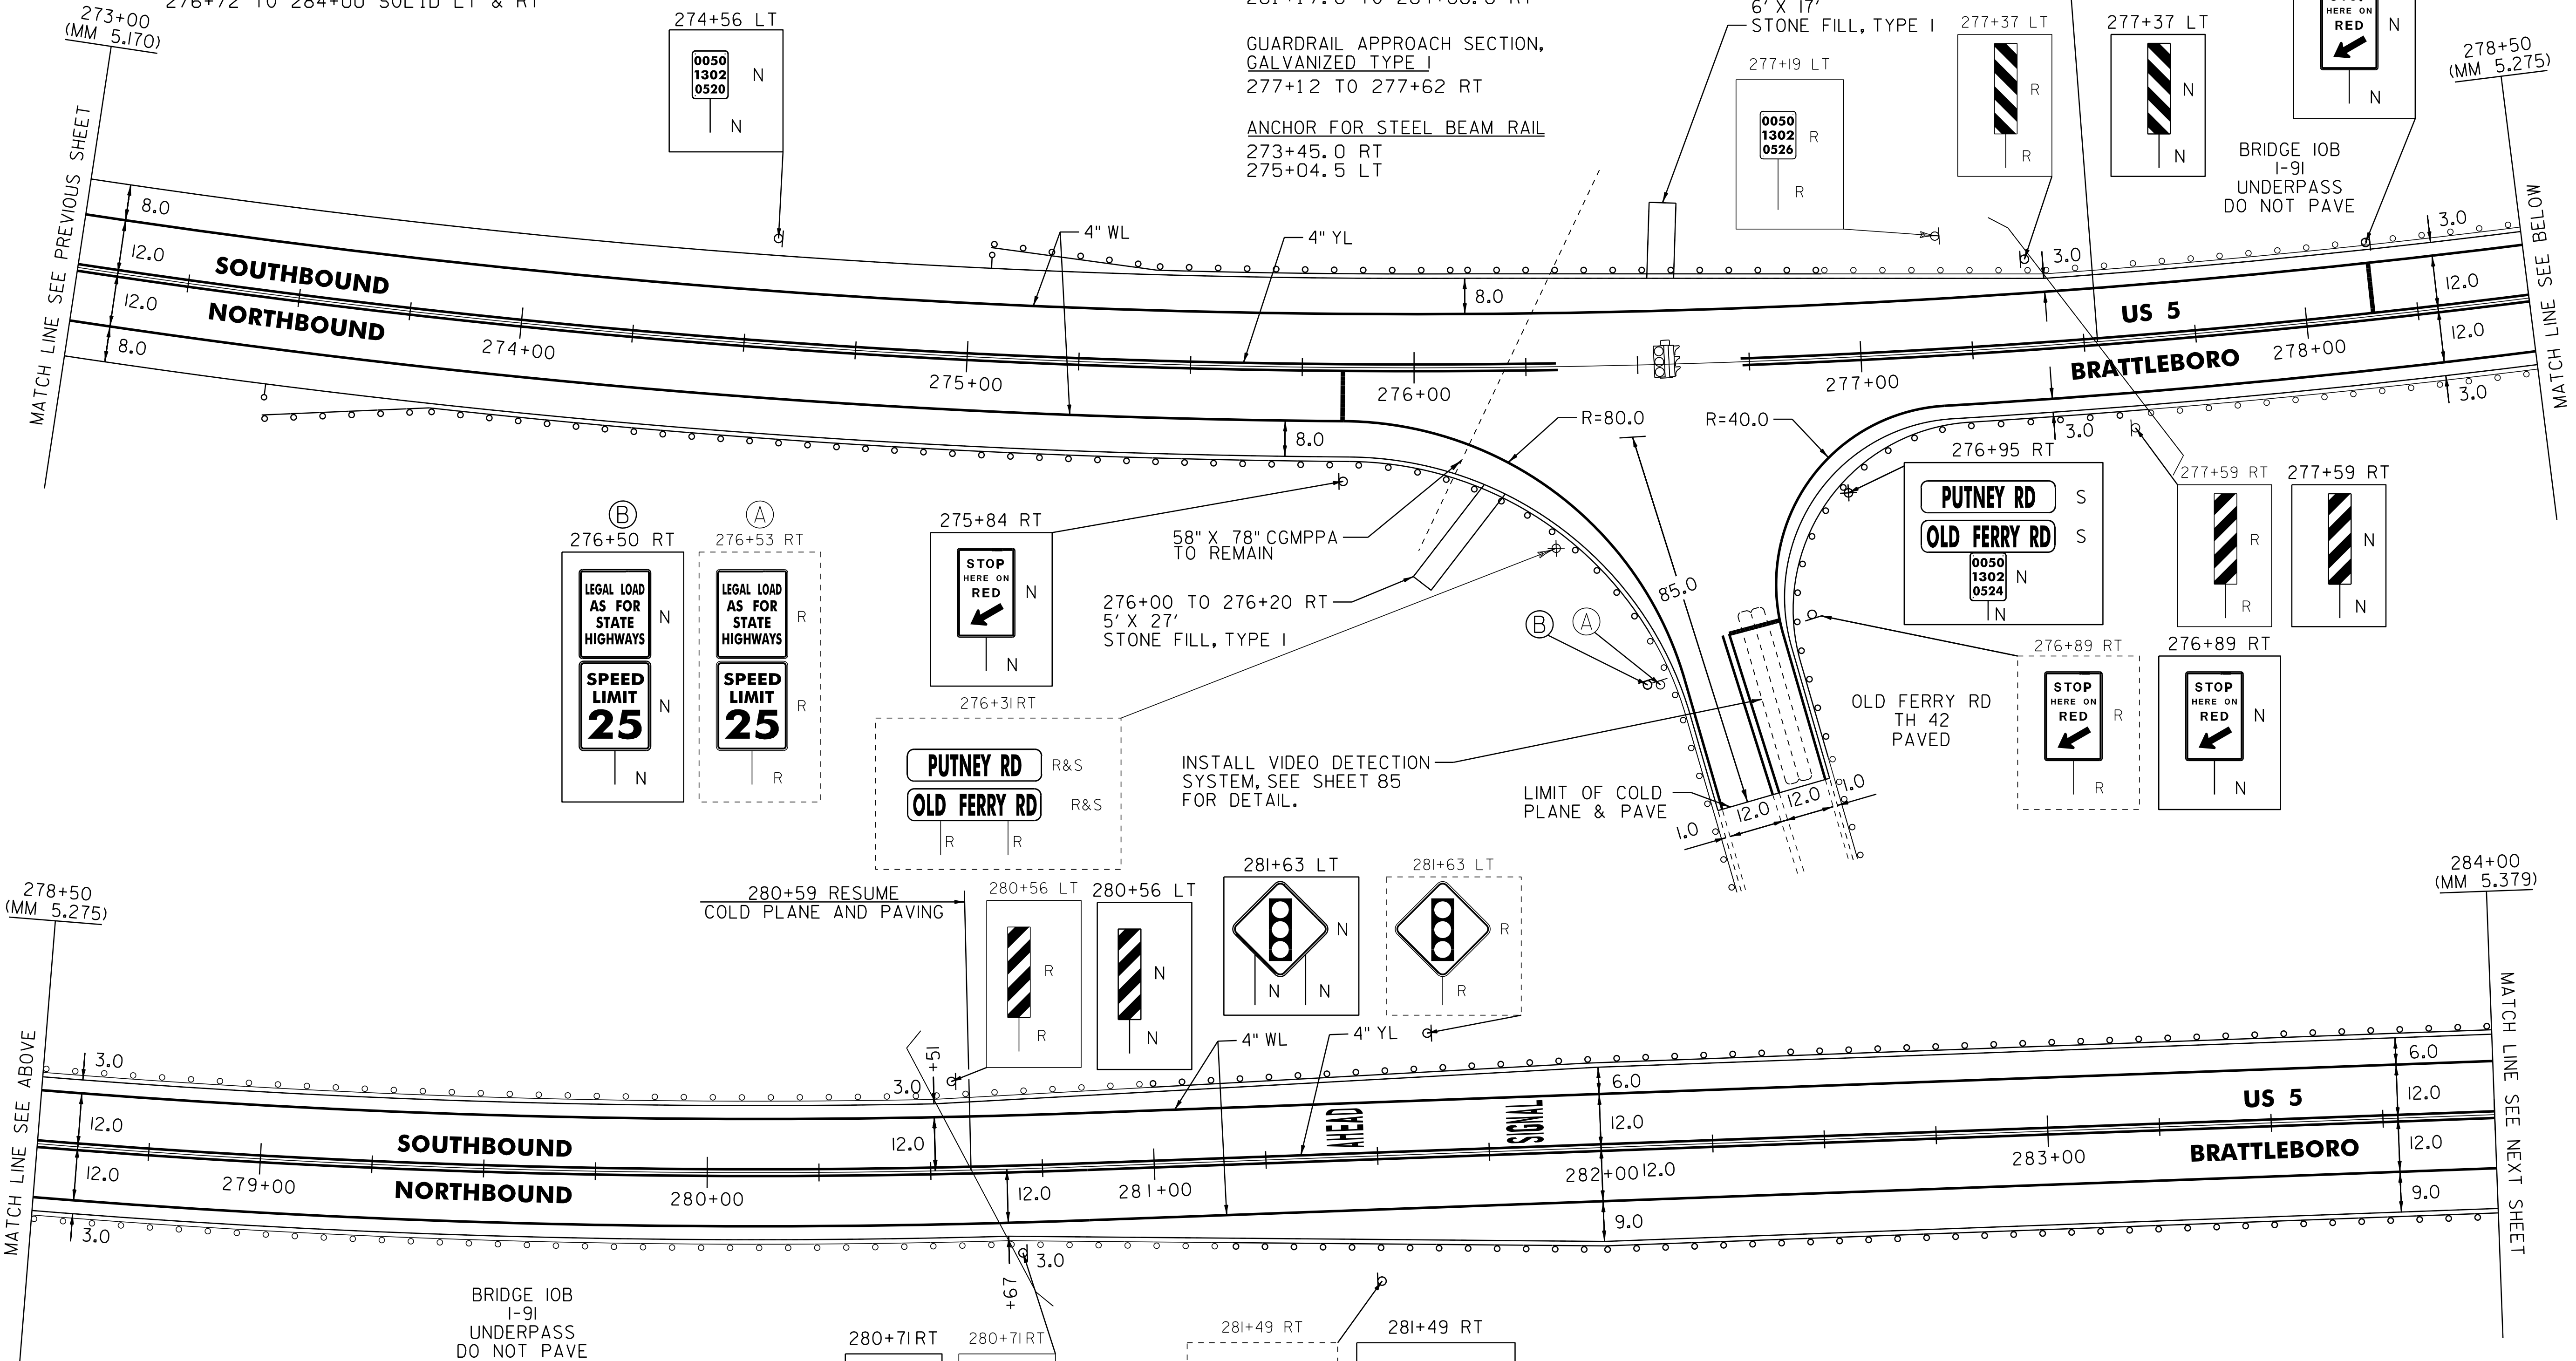 276+72 TO 284+00 SOLID LT & RT
273+00
(MM 5.170)
MATCH LINE SEE PREVIOUS SHEET
274+56 LT
0050
1302
0520
N
N
GUARDRAIL APPROACH SECTION,
GALVANIZED TYPE I
277+12 TO 277+62 RT
ANCHOR FOR STEEL BEAM RAIL
273+45.0 RT
275+04.5 LT
6' X 17'
STONE FILL, TYPE I
277+19 LT
0050
1302
0526
R
R
277+37 LT
R
R
277+37 LT
N
N
HERE ON
RED
N
N
BRIDGE 10B
I-91
UNDERPASS
DO NOT PAVE
278+50
(MM 5.275)
MATCH LINE SEE BELOW
8.0
12.0
12.0
8.0
SOUTHBOUND
NORTHBOUND
4" WL
4" YL
8.0
3.0
3.0
12.0
12.0
3.0
3.0
US 5
BRATTLEBORO
274+00
275+00
276+00
277+00
278+00
8.0
R=80.0
R=40.0
85.0
B
276+50 RT
LEGAL LOAD
AS FOR
STATE
HIGHWAYS
N
SPEED
LIMIT
25
N
N
A
276+53 RT
LEGAL LOAD
AS FOR
STATE
HIGHWAYS
R
SPEED
LIMIT
25
R
R
275+84 RT
STOP
HERE ON
RED
N
N
58" X 78" CGMPPA
TO REMAIN
276+00 TO 276+20 RT
5' X 27'
STONE FILL, TYPE I
B
A
276+31 RT
PUTNEY RD
R&S
OLD FERRY RD
R&S
R
R
INSTALL VIDEO DETECTION
SYSTEM, SEE SHEET 85
FOR DETAIL.
LIMIT OF COLD
PLANE & PAVE
1.0
12.0
12.0
1.0
OLD FERRY RD
TH 42
PAVED
276+95 RT
PUTNEY RD
S
OLD FERRY RD
S
0050
1302
0524
N
N
277+59 RT
R
R
277+59 RT
N
N
276+89 RT
STOP
HERE ON
RED
R
R
276+89 RT
STOP
HERE ON
RED
N
N
278+50
(MM 5.275)
MATCH LINE SEE ABOVE
280+59 RESUME
COLD PLANE AND PAVING
280+56 LT
R
R
280+56 LT
N
N
281+63 LT
N
N
N
281+63 LT
R
R
284+00
(MM 5.379)
MATCH LINE SEE NEXT SHEET
3.0
12.0
12.0
3.0
3.0
+51
12.0
12.0
3.0
+67
4" WL
4" YL
AHEAD
SIGNAL
6.0
12.0
12.0
9.0
6.0
12.0
12.0
9.0
SOUTHBOUND
NORTHBOUND
US 5
BRATTLEBORO
279+00
280+00
281+00
282+00
283+00
BRIDGE 10B
I-91
UNDERPASS
DO NOT PAVE
280+71 RT
280+71 RT
281+49 RT
281+49 RT